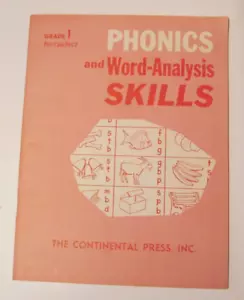 GRADE 1
PHONICS
and Word-Analysis
SKILLS
p
t
b
f
b
g
s
t
b
g
b
p
m
b
d
s
p
b
THE CONTINENTAL PRESS, INC.